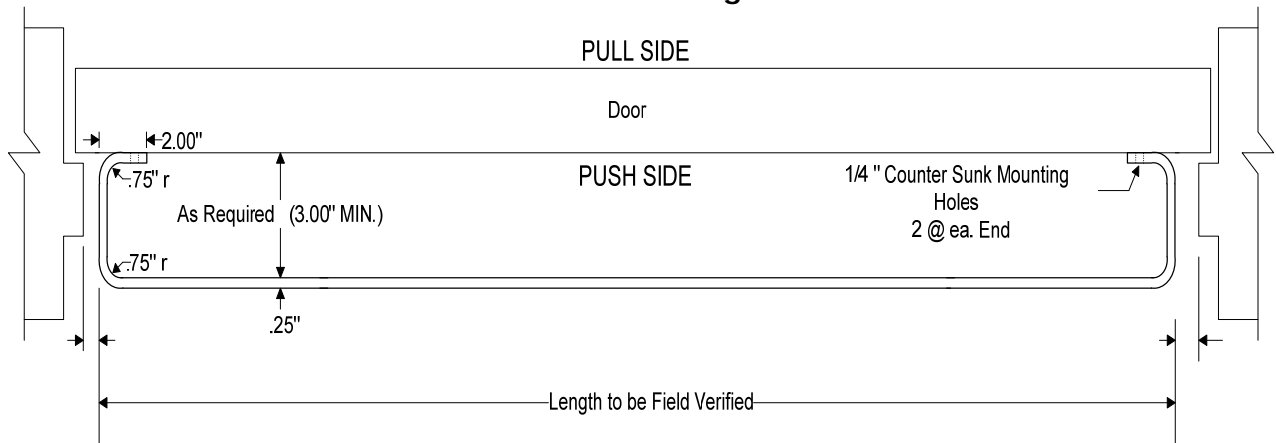 PULL SIDE
Door
2.00"
.75" r
PUSH SIDE
1/4 " Counter Sunk Mounting
Holes
2 @ ea. End
As Required (3.00" MIN.)
.75" r
.25"
Length to be Field Verified